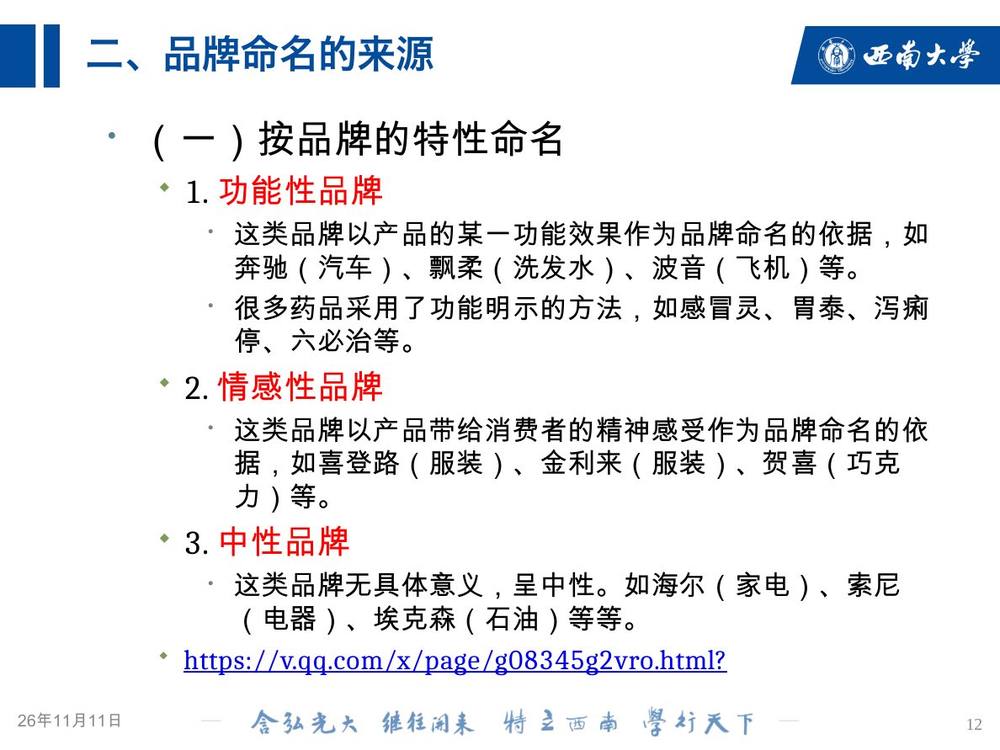 二、品牌命名的来源
西南大学
（一）按品牌的特性命名
1. 功能性品牌
这类品牌以产品的某一功能效果作为品牌命名的依据，如
奔驰（汽车）、飘柔（洗发水）、波音（飞机）等。
很多药品采用了功能明示的方法，如感冒灵、胃泰、泻痢
停、六必治等。
2. 情感性品牌
这类品牌以产品带给消费者的精神感受作为品牌命名的依
据，如喜登路（服装）、金利来（服装）、贺喜（巧克
力）等。
3. 中性品牌
这类品牌无具体意义，呈中性。如海尔（家电）、索尼
（电器）、埃克森（石油）等等。
https://v.qq.com/x/page/g08345g2vro.html?
26年11月11日
含弘光大 继往开来 特立西南 学行天下
12